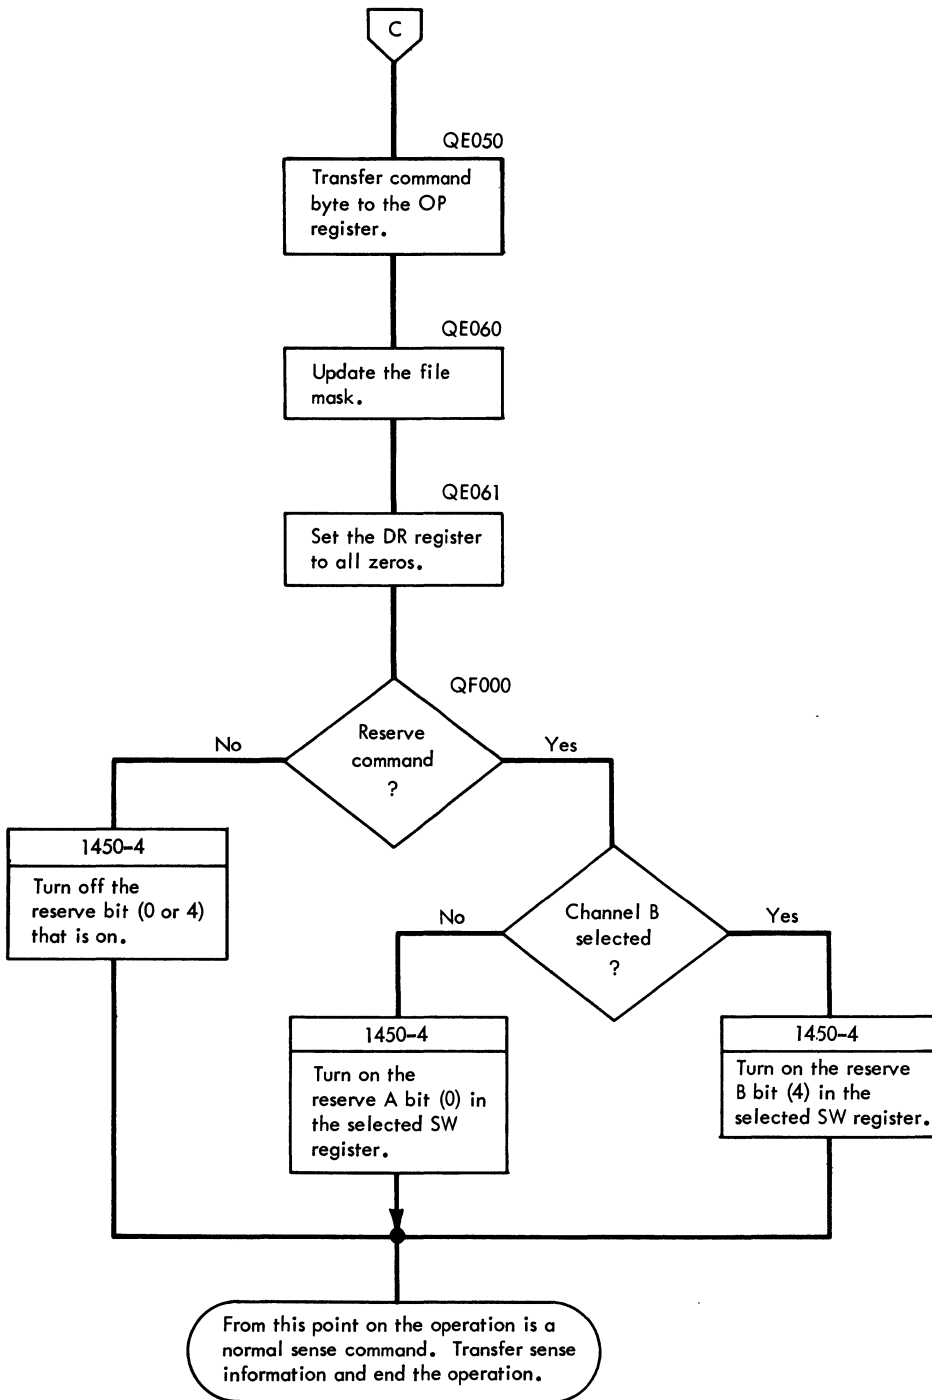 C
QE050
Transfer command
byte to the OP
register.
QE060
Update the file
mask.
QE061
Set the DR register
to all zeros.
QF000
Reserve
command
?
No
Yes
1450-4
Turn off the
reserve bit (0 or 4)
that is on.
Channel B
selected
?
No
Yes
1450-4
Turn on the
reserve A bit (0) in
the selected SW
register.
1450-4
Turn on the reserve
B bit (4) in the
selected SW register.
From this point on the operation is a
normal sense command. Transfer sense
information and end the operation.